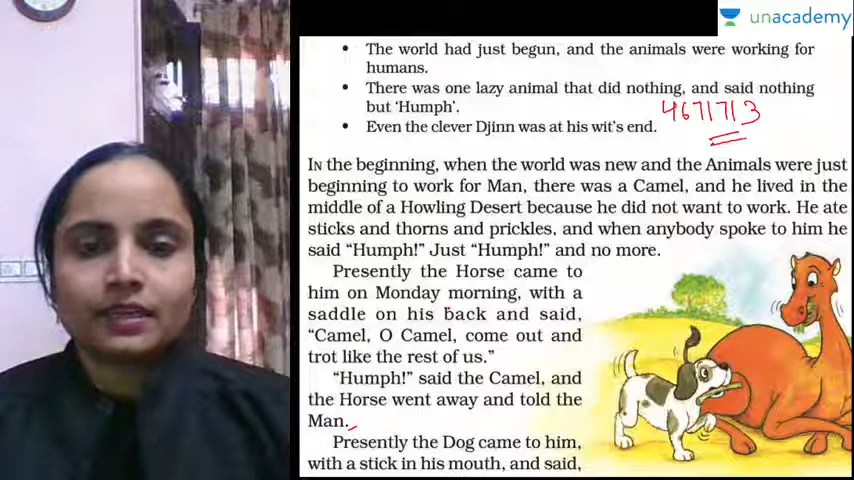 unacademy
• The world had just begun, and the animals were working for
humans.
• There was one lazy animal that did nothing, and said nothing
but ‘Humph’.
4671713
• Even the clever Djinn was at his wit’s end.
IN the beginning, when the world was new and the Animals were just
beginning to work for Man, there was a Camel, and he lived in the
middle of a Howling Desert because he did not want to work. He ate
sticks and thorns and prickles, and when anybody spoke to him he
said “Humph!” Just “Humph!” and no more.
Presently the Horse came to
him on Monday morning, with a
saddle on his back and said,
“Camel, O Camel, come out and
trot like the rest of us.”
“Humph!” said the Camel, and
the Horse went away and told the
Man.
Presently the Dog came to him,
with a stick in his mouth, and said,